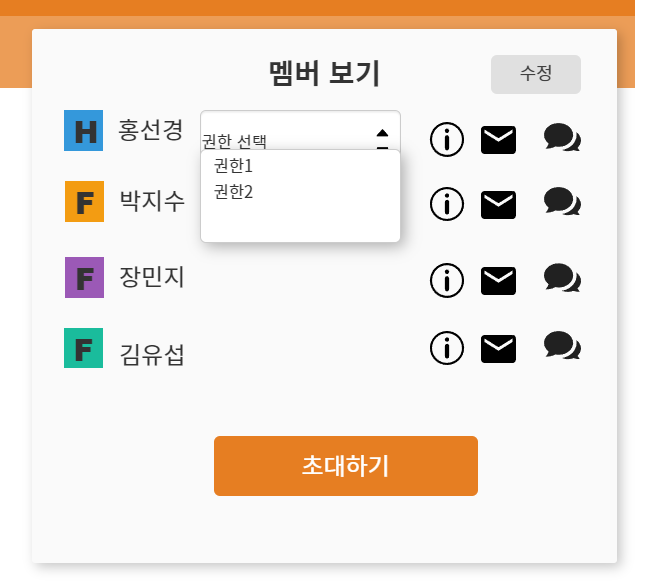 멤버 보기
수정
H 홍선경
권한 선택
권한1
권한2
F 박지수
F 장민지
F 김유섭
초대하기